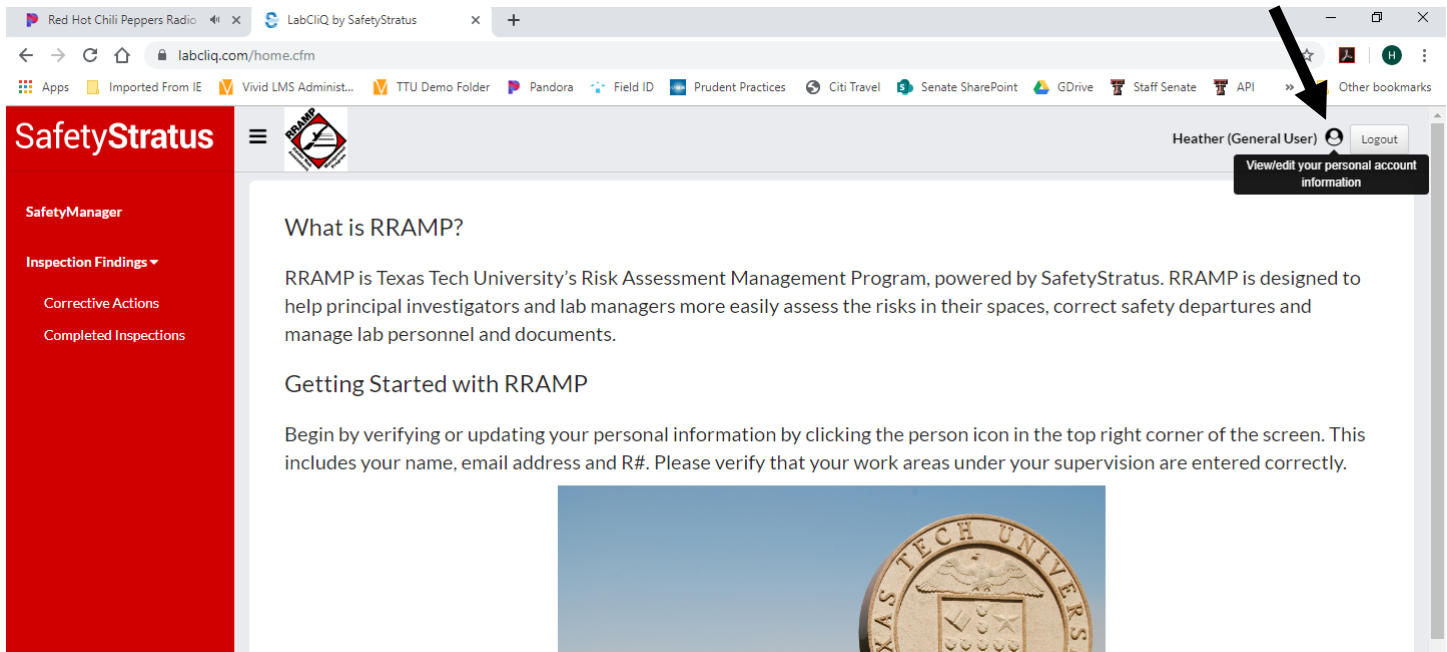 Red Hot Chili Peppers Radio
LabCliQ by SafetyStratus
labcliq.com/home.cfm
H
Apps Imported From IE Vivid LMS Administ... TTU Demo Folder Pandora Field ID Prudent Practices Citi Travel Senate SharePoint GDrive Staff Senate API » Other bookmarks
SafetyStratus
RRAMP
Heather (General User) Logout
View/edit your personal account
information
SafetyManager
Inspection Findings
Corrective Actions
Completed Inspections
What is RRAMP?
RRAMP is Texas Tech University’s Risk Assessment Management Program, powered by SafetyStratus. RRAMP is designed to
help principal investigators and lab managers more easily assess the risks in their spaces, correct safety departures and
manage lab personnel and documents.
Getting Started with RRAMP
Begin by verifying or updating your personal information by clicking the person icon in the top right corner of the screen. This
includes your name, email address and R#. Please verify that your work areas under your supervision are entered correctly.
TEXAS TECH UNIVERS